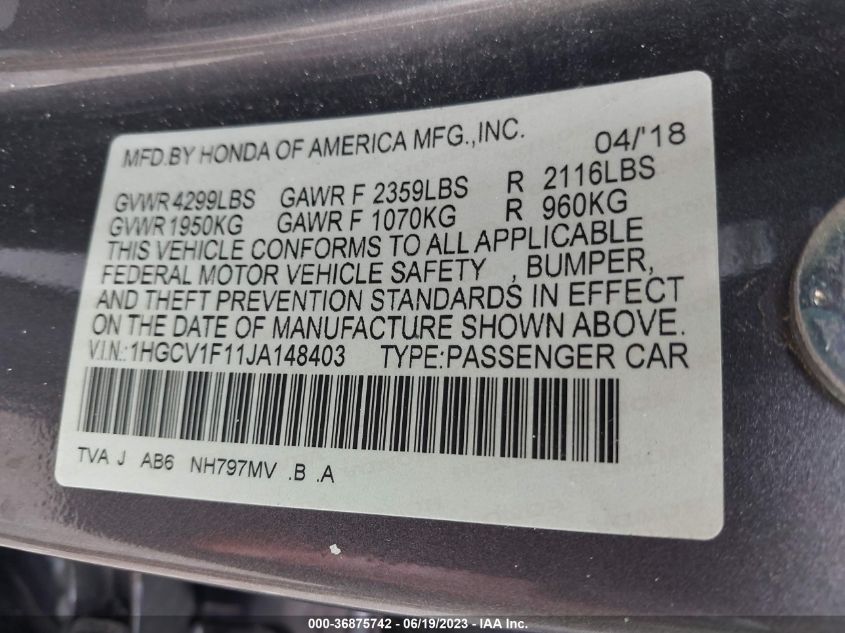 MFD.BY HONDA OF AMERICA MFG.,INC. 04/'18
GVWR 4299LBS GAWR F 2359LBS R 2116LBS
GVWR 1950KG GAWR F 1070KG R 960KG
THIS VEHICLE CONFORMS TO ALL APPLICABLE
FEDERAL MOTOR VEHICLE SAFETY , BUMPER,
AND THEFT PREVENTION STANDARDS IN EFFECT
ON THE DATE OF MANUFACTURE SHOWN ABOVE.
V.I.N.:1HGCV1F11JA148403 TYPE:PASSENGER CAR
TVA J AB6 NH797MV .B .A
000-36875742 - 06/19/2023 - IAA Inc.